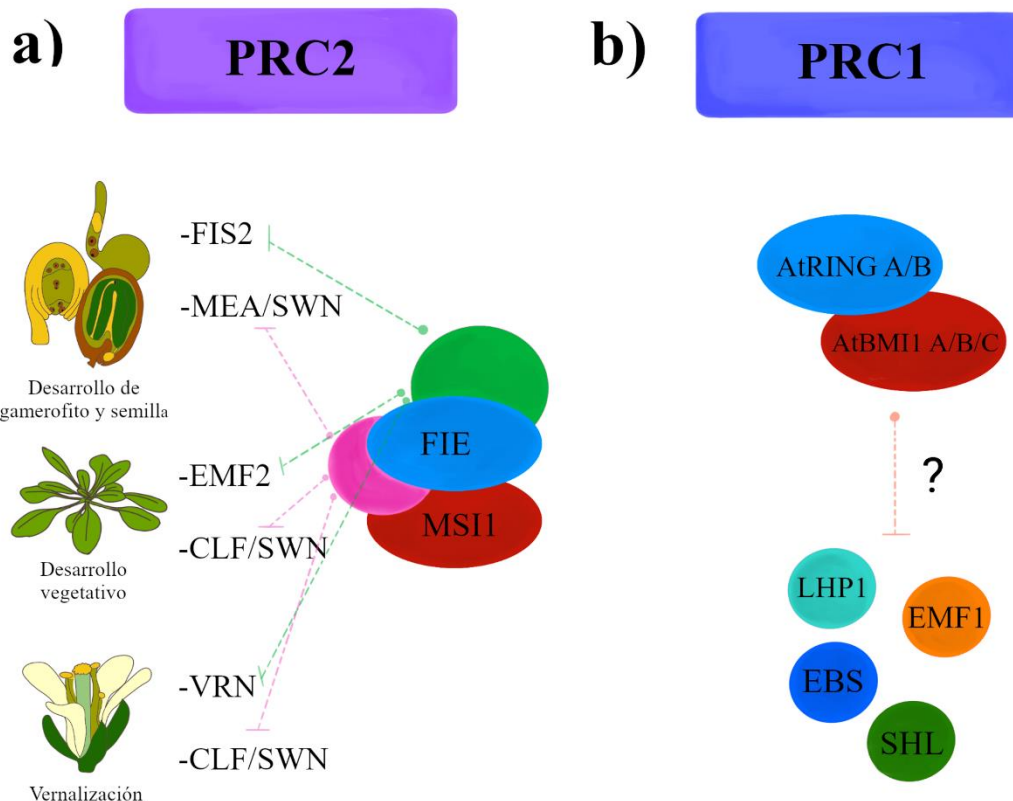 a)
PRC2
-FIS2
-MEA/SWN
Desarrollo de
gamerofito y semilla
-EMF2
-CLF/SWN
Desarrollo
vegetativo
-VRN
-CLF/SWN
Vernalización
FIE
MSI1
b)
PRC1
AtRING A/B
AtBMI1 A/B/C
?
LHP1
EMF1
EBS
SHL